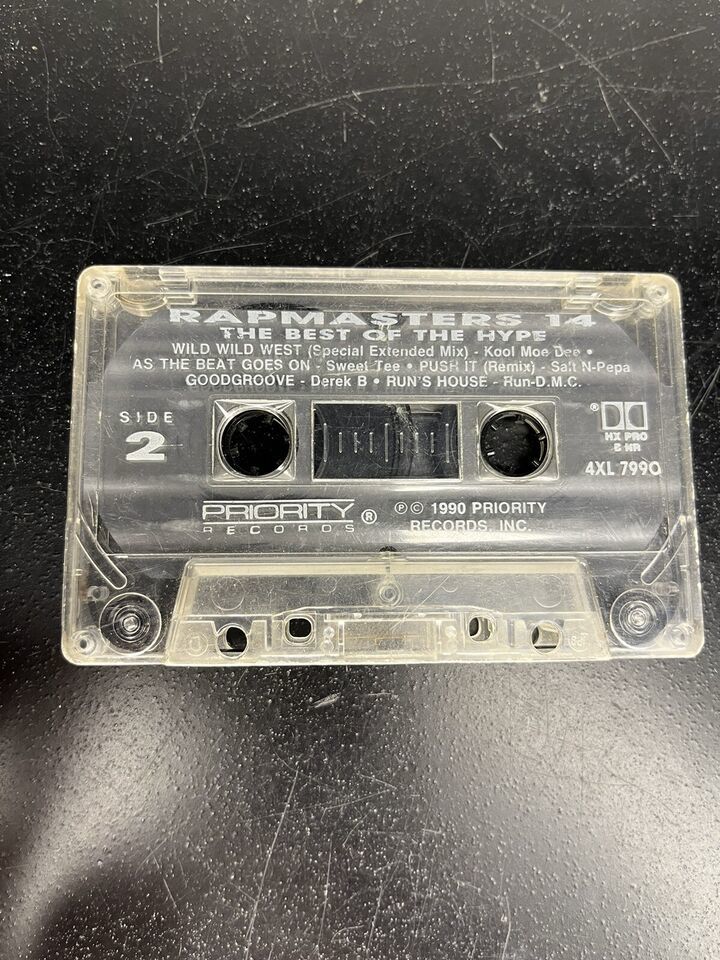 RAPMASTERS 14
THE BEST OF THE HYPE
WILD WILD WEST (Special Extended Mix) - Kool Moe Dee •
AS THE BEAT GOES ON - Sweet Tee • PUSH IT (Remix) - Salt N-Pepa
GOODGROOVE - Derek B • RUN'S HOUSE - Run-D.M.C.
SIDE
2
®
HX PRO
B NR
4XL 7990
PRIORITY
RECORDS ®
℗ © 1990 PRIORITY
RECORDS, INC.